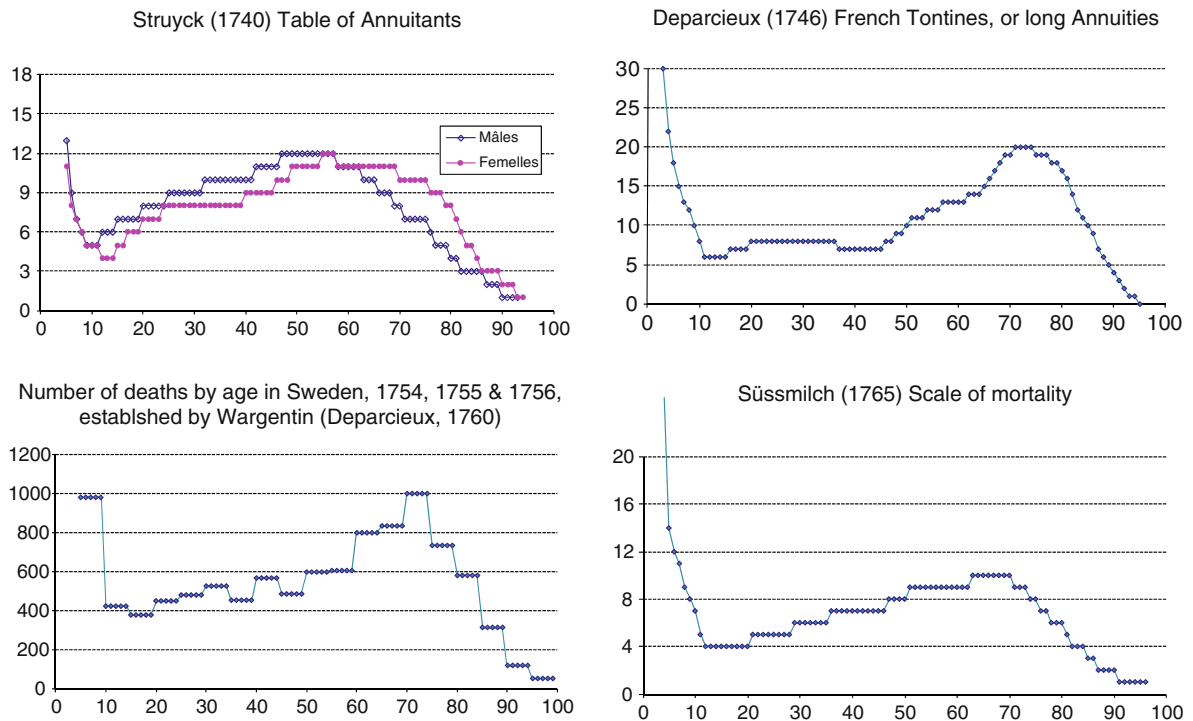 Struyck (1740) Table of Annuitants
18
15
12
9
6
3
0
0 10 20 30 40 50 60 70 80 90 100
Mâles
Femelles
Deparcieux (1746) French Tontines, or long Annuities
30
25
20
15
10
5
0
0 10 20 30 40 50 60 70 80 90 100
Number of deaths by age in Sweden, 1754, 1755 & 1756,
establshed by Wargentin (Deparcieux, 1760)
1200
1000
800
600
400
200
0
0 10 20 30 40 50 60 70 80 90 100
Süssmilch (1765) Scale of mortality
20
16
12
8
4
0
0 10 20 30 40 50 60 70 80 90 100